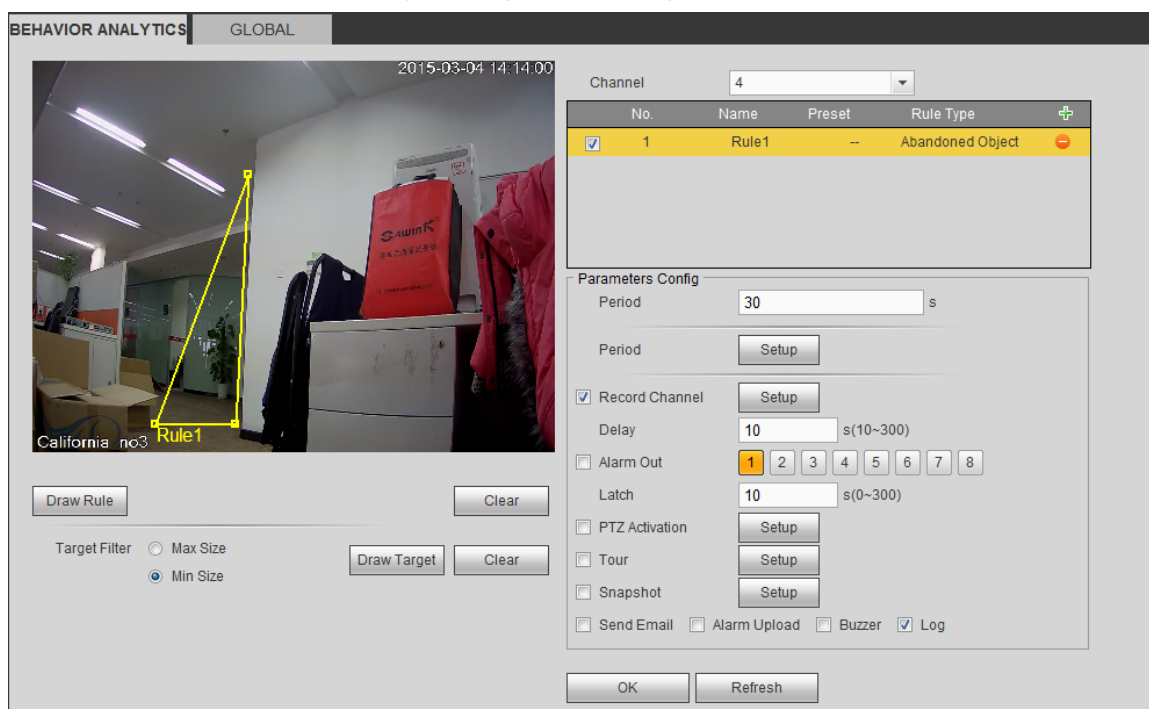 BEHAVIOR ANALYTICS GLOBAL
2015-03-04 14:14:00
SAWINK
Rule1
California no3
Draw Rule Clear
Target Filter Max Size
Min Size
Draw Target Clear
Channel 4
No. Name Preset Rule Type
1 Rule1 -- Abandoned Object
Parameters Config
Period 30 s
Period Setup
Record Channel Setup
Delay 10 s(10~300)
Alarm Out 1 2 3 4 5 6 7 8
Latch 10 s(0~300)
PTZ Activation Setup
Tour Setup
Snapshot Setup
Send Email Alarm Upload Buzzer Log
OK Refresh